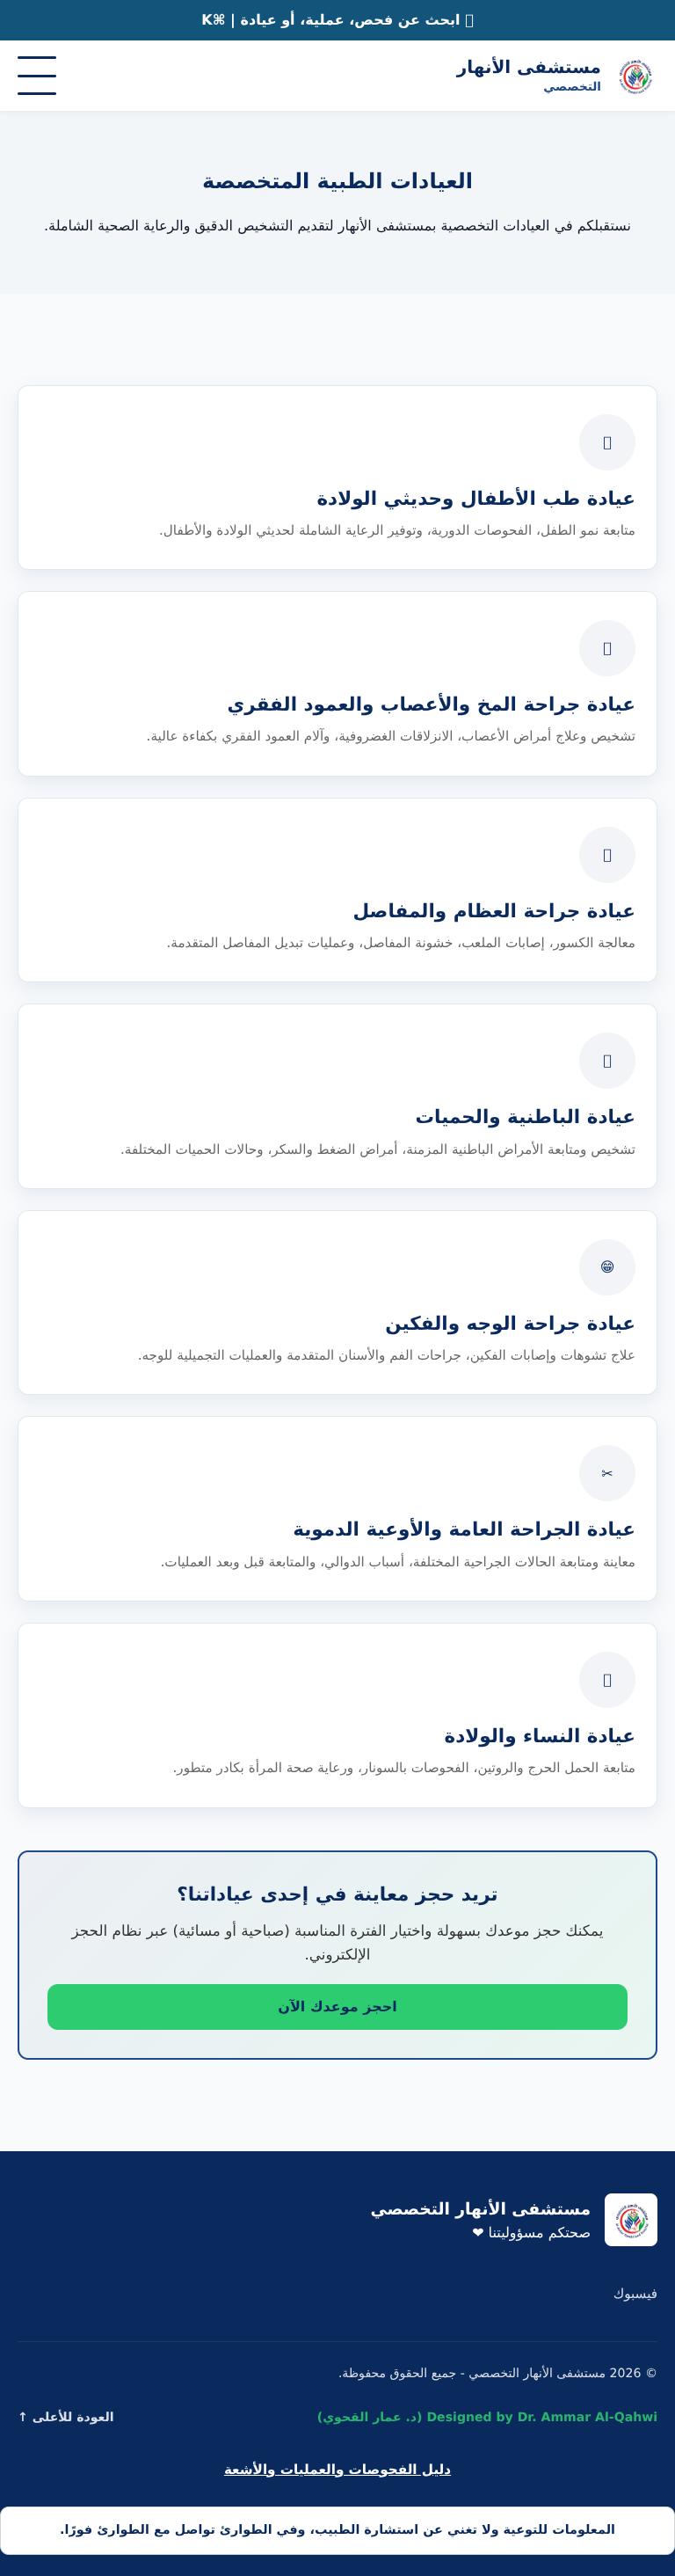 ابحث عن فحص، عملية، أو عيادة | ⌘K
مستشفى الأنهار
التخصصي
العيادات الطبية المتخصصة
نستقبلكم في العيادات التخصصية بمستشفى الأنهار لتقديم التشخيص الدقيق والرعاية الصحية الشاملة.
عيادة طب الأطفال وحديثي الولادة
متابعة نمو الطفل، الفحوصات الدورية، وتوفير الرعاية الشاملة لحديثي الولادة والأطفال.
عيادة جراحة المخ والأعصاب والعمود الفقري
تشخيص وعلاج أمراض الأعصاب، الانزلاقات الغضروفية، وآلام العمود الفقري بكفاءة عالية.
عيادة جراحة العظام والمفاصل
معالجة الكسور، إصابات الملعب، خشونة المفاصل، وعمليات تبديل المفاصل المتقدمة.
عيادة الباطنية والحميات
تشخيص ومتابعة الأمراض الباطنية المزمنة، أمراض الضغط والسكر، وحالات الحميات المختلفة.
عيادة جراحة الوجه والفكين
علاج تشوهات وإصابات الفكين، جراحات الفم والأسنان المتقدمة والعمليات التجميلية للوجه.
عيادة الجراحة العامة والأوعية الدموية
معاينة ومتابعة الحالات الجراحية المختلفة، أسباب الدوالي، والمتابعة قبل وبعد العمليات.
عيادة النساء والولادة
متابعة الحمل الحرج والروتين، الفحوصات بالسونار، ورعاية صحة المرأة بكادر متطور.
تريد حجز معاينة في إحدى عياداتنا؟
يمكنك حجز موعدك بسهولة واختيار الفترة المناسبة (صباحية أو مسائية) عبر نظام الحجز
الإلكتروني.
احجز موعدك الآن
مستشفى الأنهار التخصصي
صحتكم مسؤوليتنا ❤
فيسبوك
© 2026 مستشفى الأنهار التخصصي - جميع الحقوق محفوظة.
Designed by Dr. Ammar Al-Qahwi (د. عمار القحوي)
العودة للأعلى ↑
دليل الفحوصات والعمليات والأشعة
المعلومات للتوعية ولا تغني عن استشارة الطبيب، وفي الطوارئ تواصل مع الطوارئ فورًا.